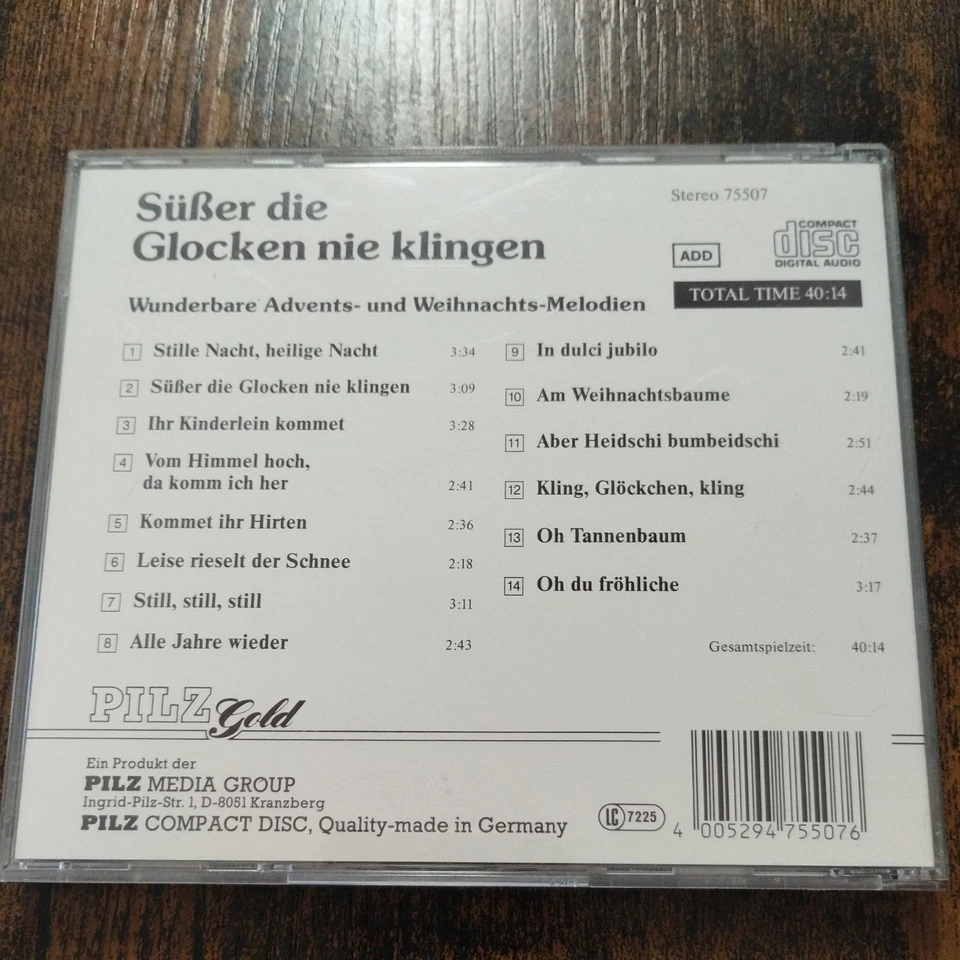 Süßer die
Glocken nie klingen
Stereo 75507
ADD
COMPACT
disc
DIGITAL AUDIO
TOTAL TIME 40:14
Wunderbare Advents- und Weihnachts-Melodien
1 Stille Nacht, heilige Nacht 3:34
2 Süßer die Glocken nie klingen 3:09
3 Ihr Kinderlein kommet 3:28
4 Vom Himmel hoch,
da komm ich her 2:41
5 Kommet ihr Hirten 2:36
6 Leise rieselt der Schnee 2:18
7 Still, still, still 3:11
8 Alle Jahre wieder 2:43
9 In dulci jubilo 2:41
10 Am Weihnachtsbaume 2:19
11 Aber Heidschi bumbeidschi 2:51
12 Kling, Glöckchen, kling 2:44
13 Oh Tannenbaum 2:37
14 Oh du fröhliche 3:17
Gesamtspielzeit: 40:14
PILZ Gold
Ein Produkt der
PILZ MEDIA GROUP
Ingrid-Pilz-Str. 1, D-8051 Kranzberg
PILZ COMPACT DISC, Quality-made in Germany
LC 7225
4 005294 755076